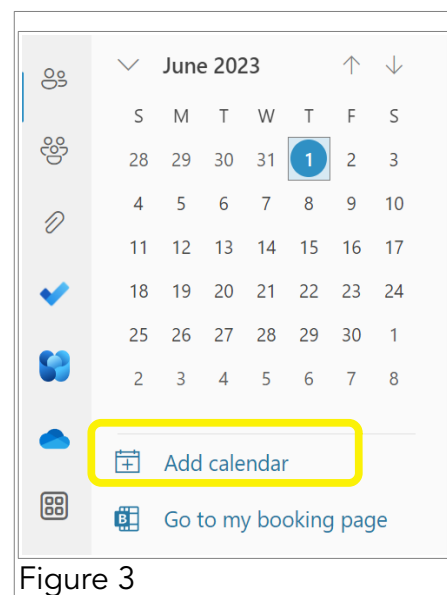 June 2023
S M T W T F S
28 29 30 31 1 2 3
4 5 6 7 8 9 10
11 12 13 14 15 16 17
18 19 20 21 22 23 24
25 26 27 28 29 30 1
2 3 4 5 6 7 8
Add calendar
B Go to my booking page
Figure 3